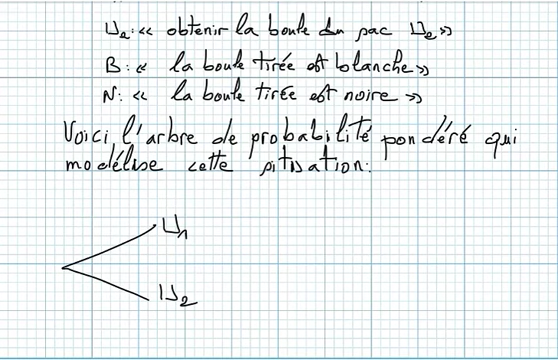 U₂: « obtenir la boule du sac U₂ »
B: « la boule tirée est blanche »
N: « la boule tirée est noire »
Voici l'arbre de probabilité pondéré qui
modélise cette situation:
U₁
U₂